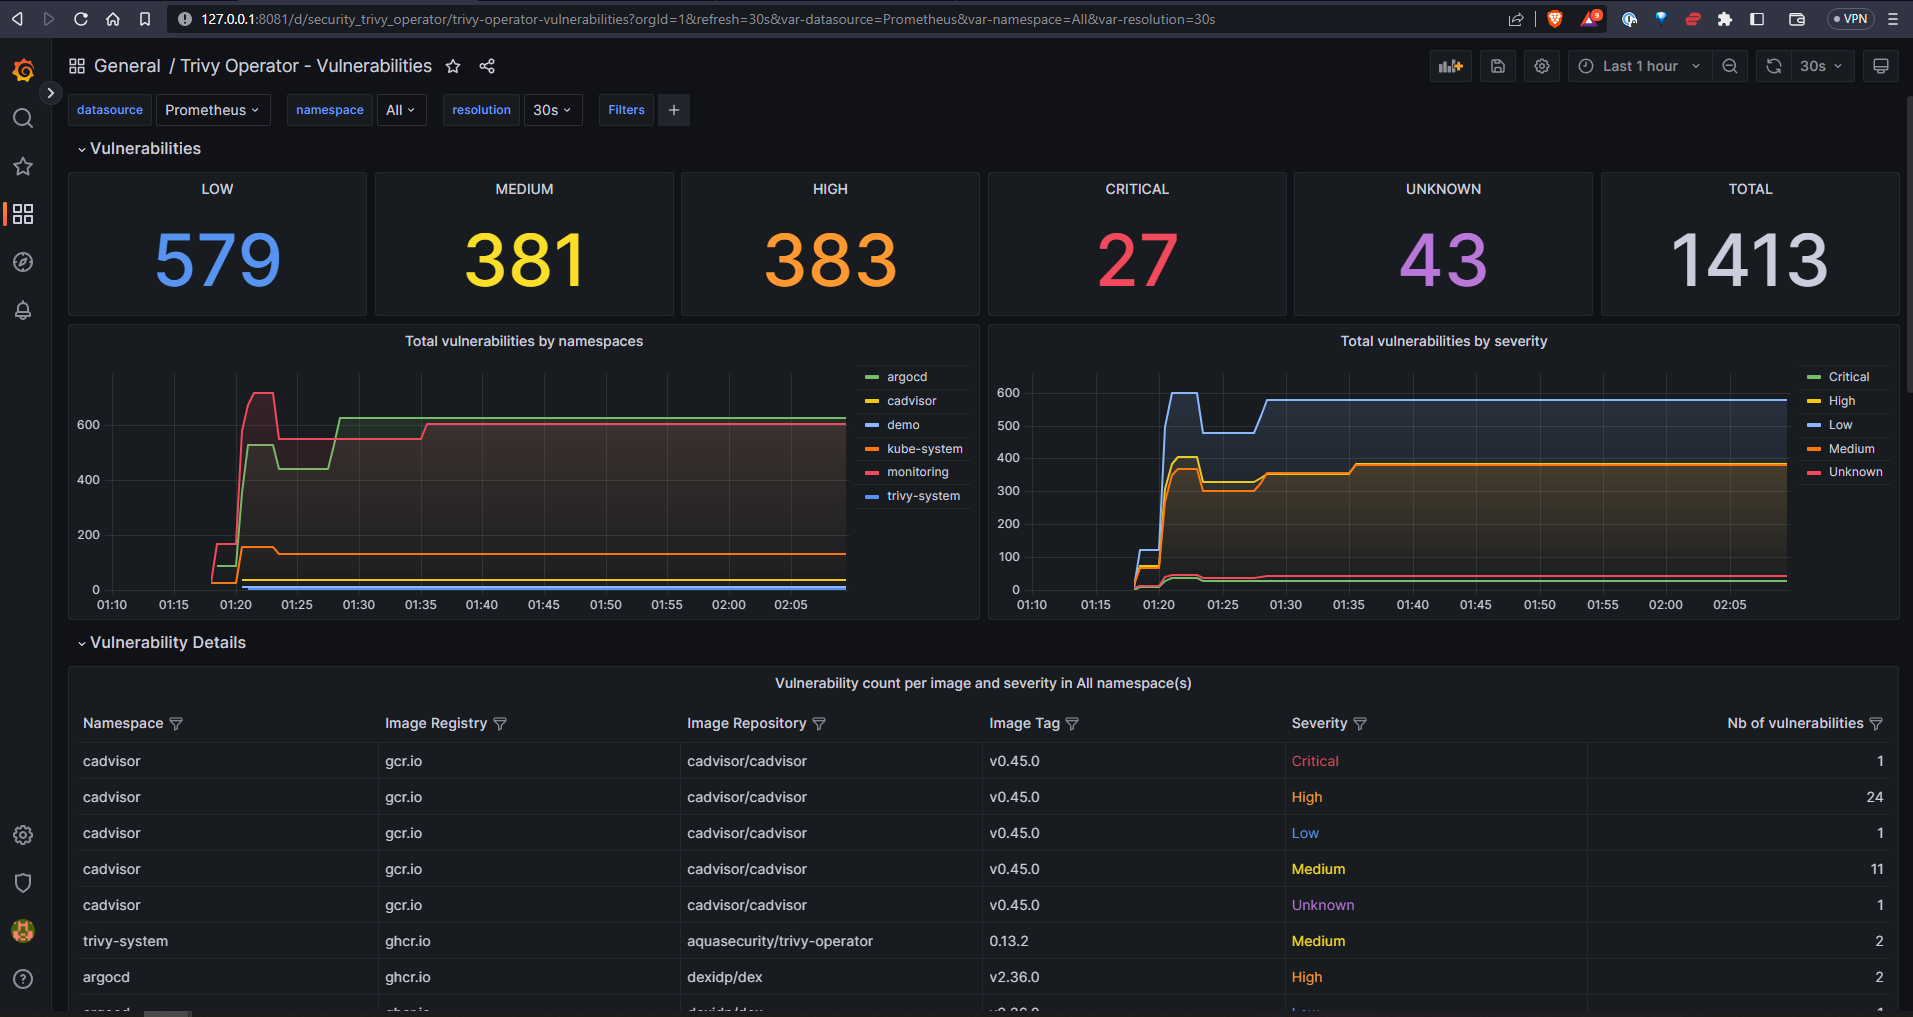 127.0.0.1:8081/d/security_trivy_operator/trivy-operator-vulnerabilities?orgId=1&refresh=30s&var-datasource=Prometheus&var-namespace=All&var-resolution=30s
9
VPN
General / Trivy Operator - Vulnerabilities
Last 1 hour
30s
datasource Prometheus namespace All resolution 30s Filters +
Vulnerabilities
LOW MEDIUM HIGH CRITICAL UNKNOWN TOTAL
579 381 383 27 43 1413
Total vulnerabilities by namespaces
600
400
200
0
01:10 01:15 01:20 01:25 01:30 01:35 01:40 01:45 01:50 01:55 02:00 02:05
argocd
cadvisor
demo
kube-system
monitoring
trivy-system
Total vulnerabilities by severity
600
500
400
300
200
100
0
01:10 01:15 01:20 01:25 01:30 01:35 01:40 01:45 01:50 01:55 02:00 02:05
Critical
High
Low
Medium
Unknown
Vulnerability Details
Vulnerability count per image and severity in All namespace(s)
Namespace Image Registry Image Repository Image Tag Severity Nb of vulnerabilities
cadvisor gcr.io cadvisor/cadvisor v0.45.0 Critical 1
cadvisor gcr.io cadvisor/cadvisor v0.45.0 High 24
cadvisor gcr.io cadvisor/cadvisor v0.45.0 Low 1
cadvisor gcr.io cadvisor/cadvisor v0.45.0 Medium 11
cadvisor gcr.io cadvisor/cadvisor v0.45.0 Unknown 1
trivy-system ghcr.io aquasecurity/trivy-operator 0.13.2 Medium 2
argocd ghcr.io dexidp/dex v2.36.0 High 2